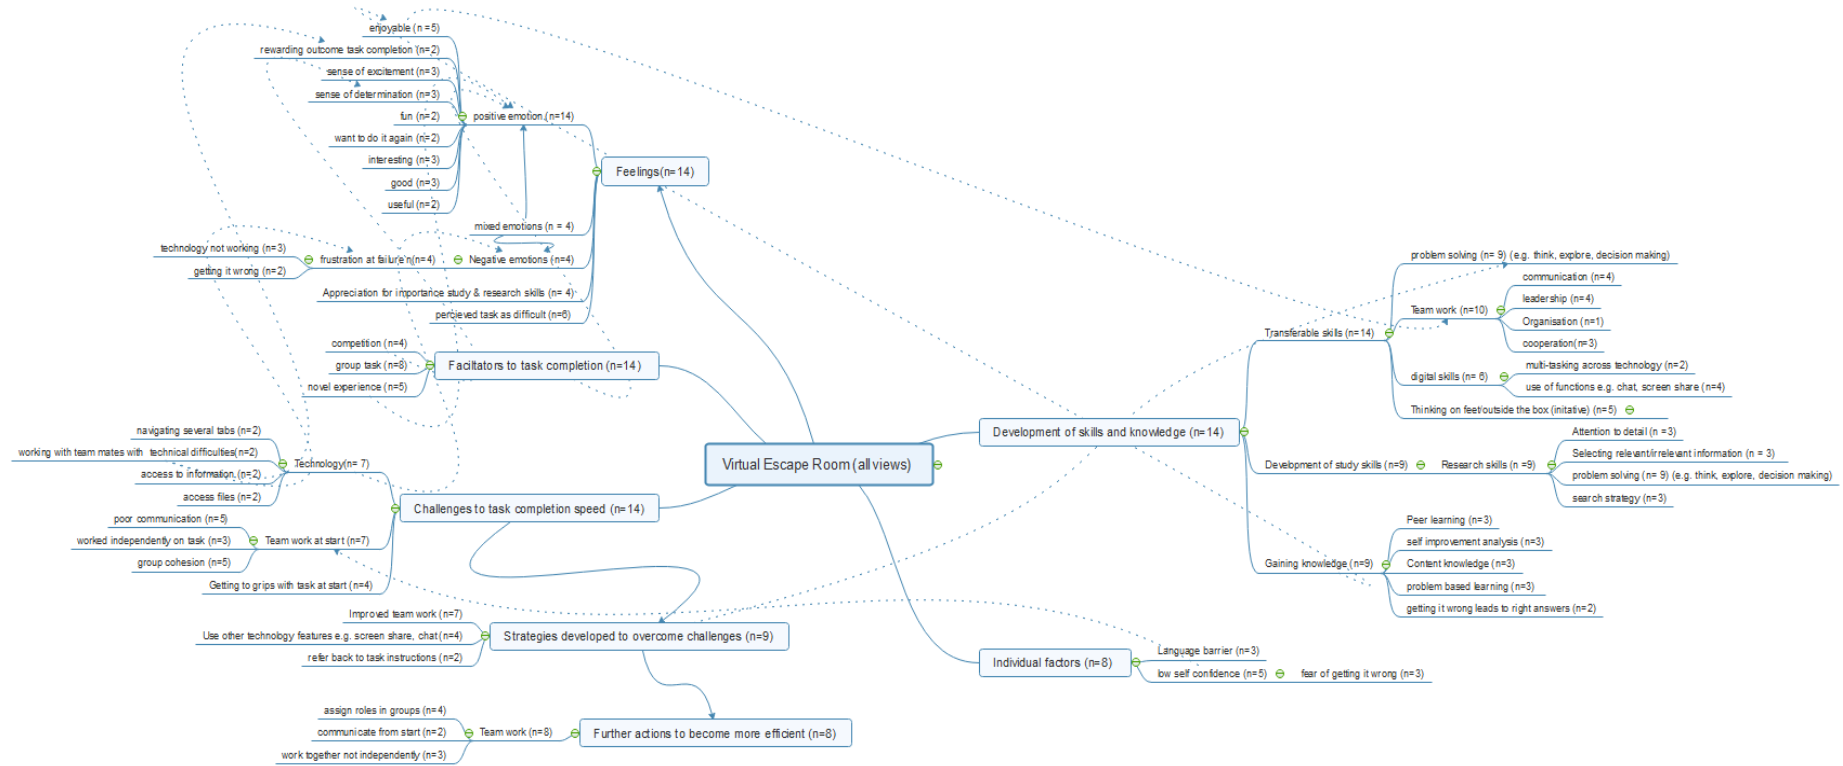 enjoyable (n =5)
rewarding outcome task completion (n=2)
sense of excitement (n=3)
sense of determination (n=3)
fun (n=2)
want to do it again (n=2)
interesting (n=3)
good (n=3)
useful (n=2)
positive emotion (n=14)
Feelings(n=14)
mixed emotions (n = 4)
technology not working (n=3)
getting it wrong (n=2)
frustration at failure n(n=4)
Negative emotions (n=4)
Appreciation for importance study & research skills (n= 4)
percieved task as difficult (n=6)
competition (n=4)
group task (n=8)
novel experience (n=5)
Facilitators to task completion (n=14)
navigating several tabs (n=2)
working with team mates with technical difficulties(n=2)
access to information (n=2)
access files (n=2)
Technology(n= 7)
Challenges to task completion speed (n=14)
poor communication (n=5)
worked independently on task (n=3)
group cohesion (n=5)
Team work at start (n=7)
Getting to grips with task at start (n=4)
Improved team work (n=7)
Use other technology features e.g. screen share, chat(n=4)
refer back to task instructions (n=2)
Strategies developed to overcome challenges (n=9)
assign roles in groups (n=4)
communicate from start (n=2)
work together not independently (n=3)
Team work (n=8)
Further actions to become more efficient (n=8)
Virtual Escape Room (all views)
Development of skills and knowledge (n=14)
Transferable skills (n=14)
problem solving (n= 9) (e.g. think, explore, decision making)
Team work (n=10)
communication (n=4)
leadership (n=4)
Organisation (n=1)
cooperation(n=3)
digital skills (n= 6)
multi-tasking across technology (n=2)
use of functions e.g. chat, screen share (n=4)
Thinking on feet/outside the box (initative) (n=5)
Development of study skills (n=9)
Research skills (n =9)
Attention to detail (n =3)
Selecting relevant/irrelevant information (n = 3)
problem solving (n= 9) (e.g. think, explore, decision making)
search strategy (n=3)
Gaining knowledge (n=9)
Peer learning (n=3)
self improvement analysis (n=3)
Content knowledge (n=3)
problem based learning (n=3)
getting it wrong leads to right answers (n=2)
Individual factors (n=8)
Language barrier (n=3)
low self confidence (n=5)
fear of getting it wrong (n=3)